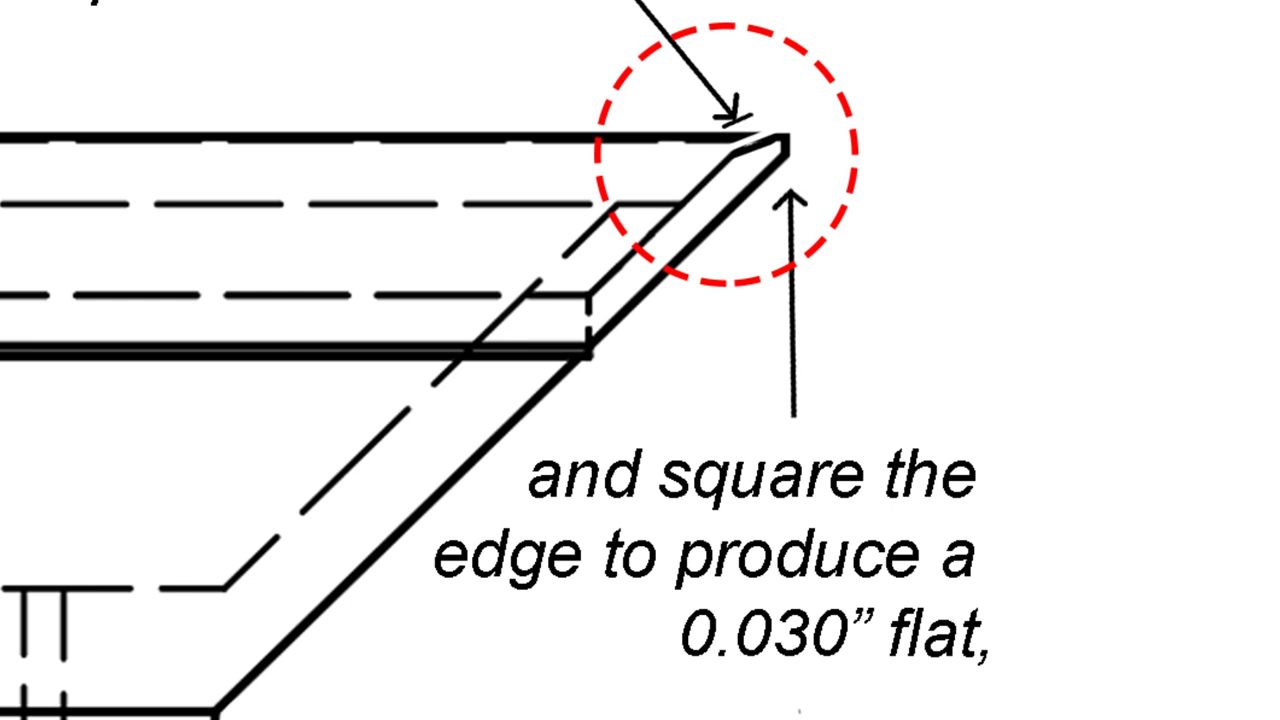 and square the
edge to produce a
0.030” flat,